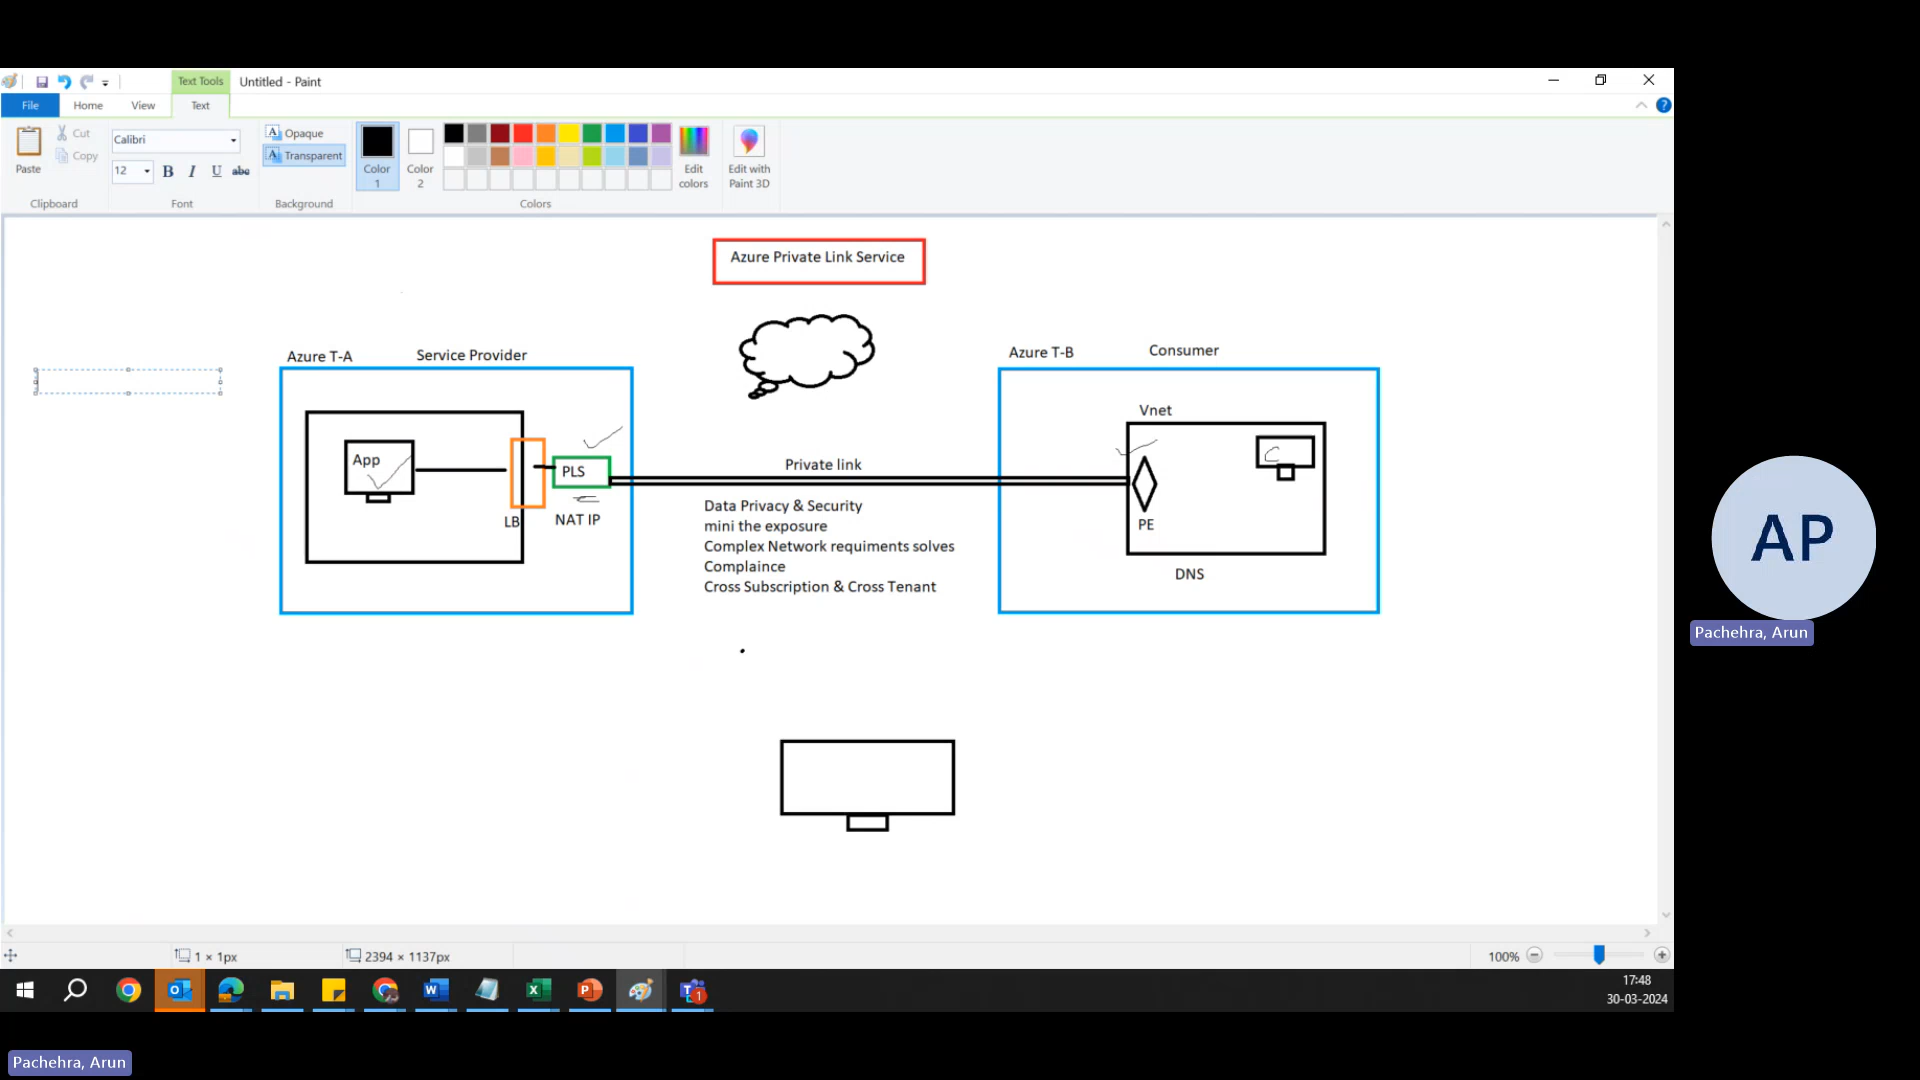 Text Tools
Untitled - Paint
File
Home
View
Text
Paste
Cut
Copy
Clipboard
Calibri
12
B I U abc
Font
A Opaque
A Transparent
Background
Color 1
Color 2
Colors
Edit colors
Edit with Paint 3D
?
Azure Private Link Service
Azure T-A
Service Provider
Azure T-B
Consumer
Vnet
App
PLS
C
Private link
LB
NAT IP
PE
DNS
Data Privacy & Security
mini the exposure
Complex Network requiments solves
Complaince
Cross Subscription & Cross Tenant
AP
Pachehra, Arun
1 × 1px
2394 × 1137px
100%
17:48
30-03-2024
Pachehra, Arun